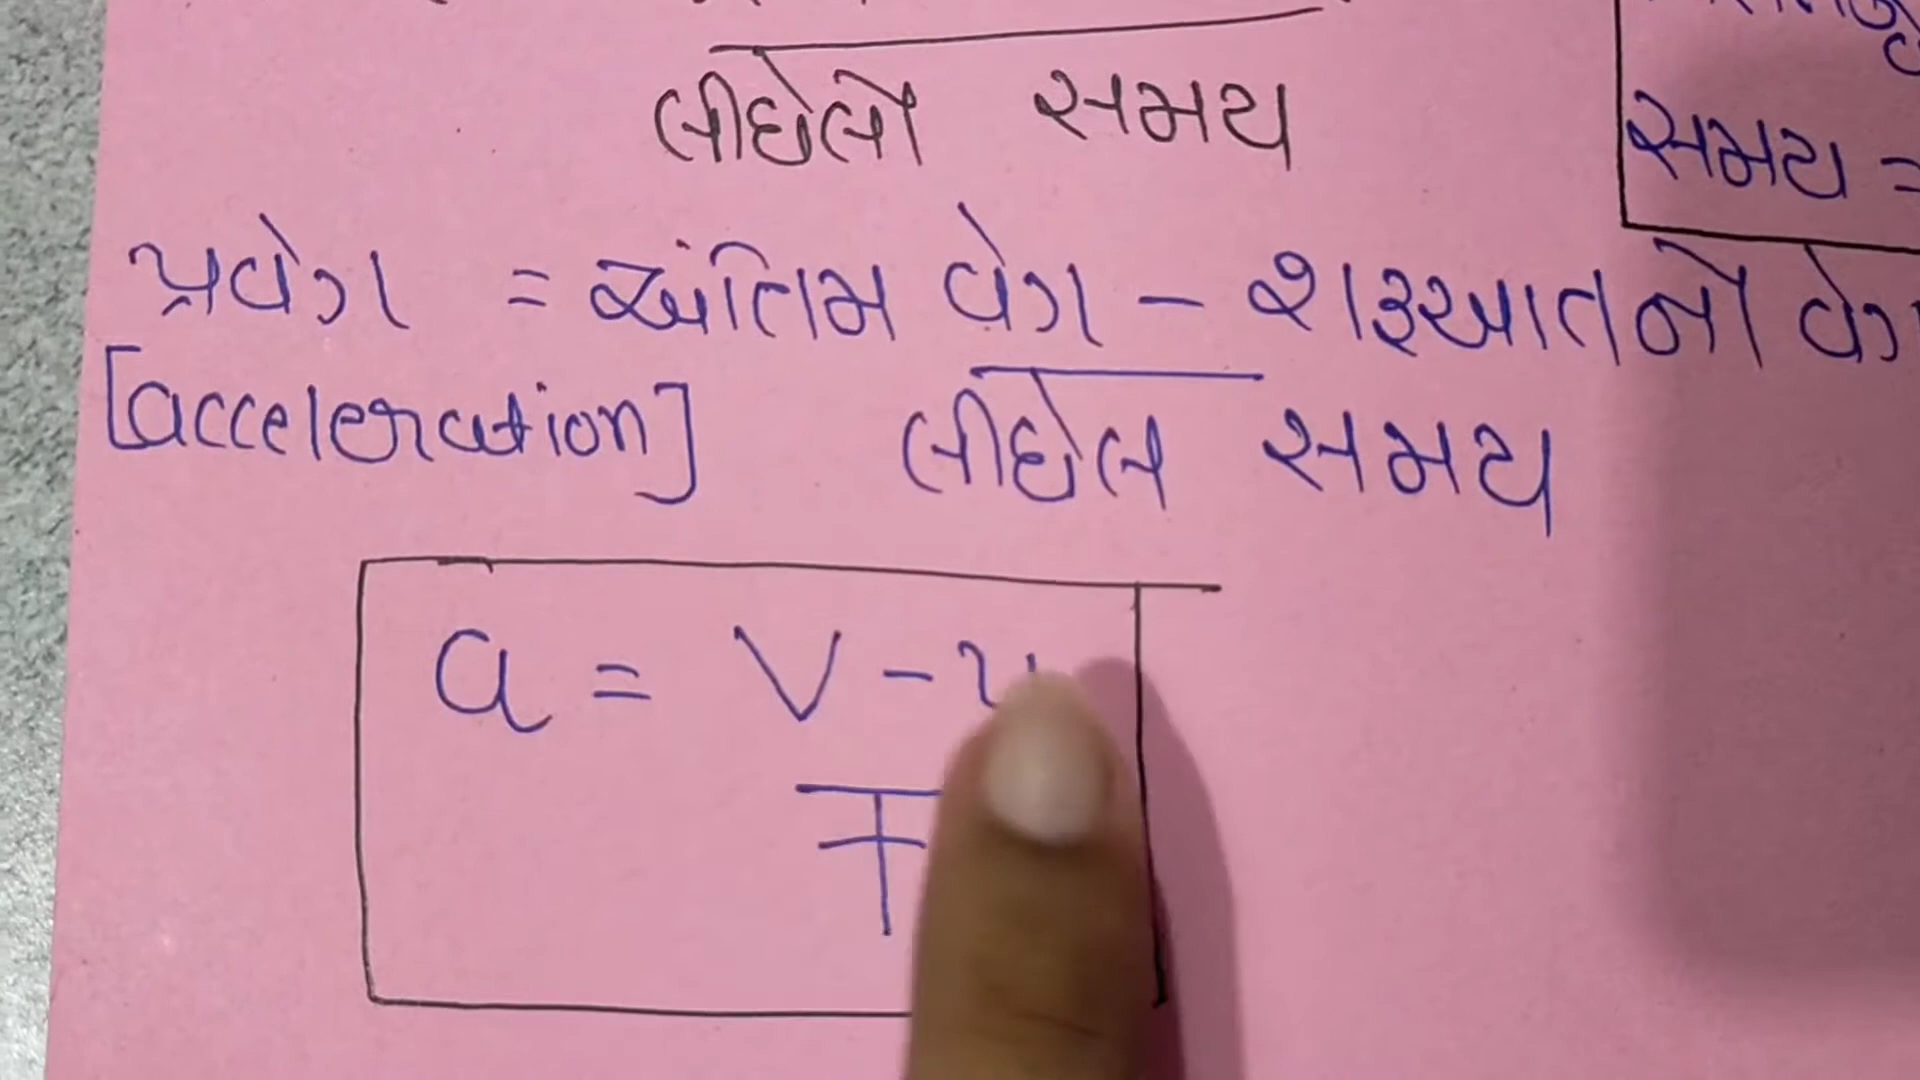 લીધેલો સમય
સમય =
પ્રવેગ = અંતિમ વેગ - શરૂઆતનો વેગ
[acceleration] લીધેલ સમય
a = V - u
T